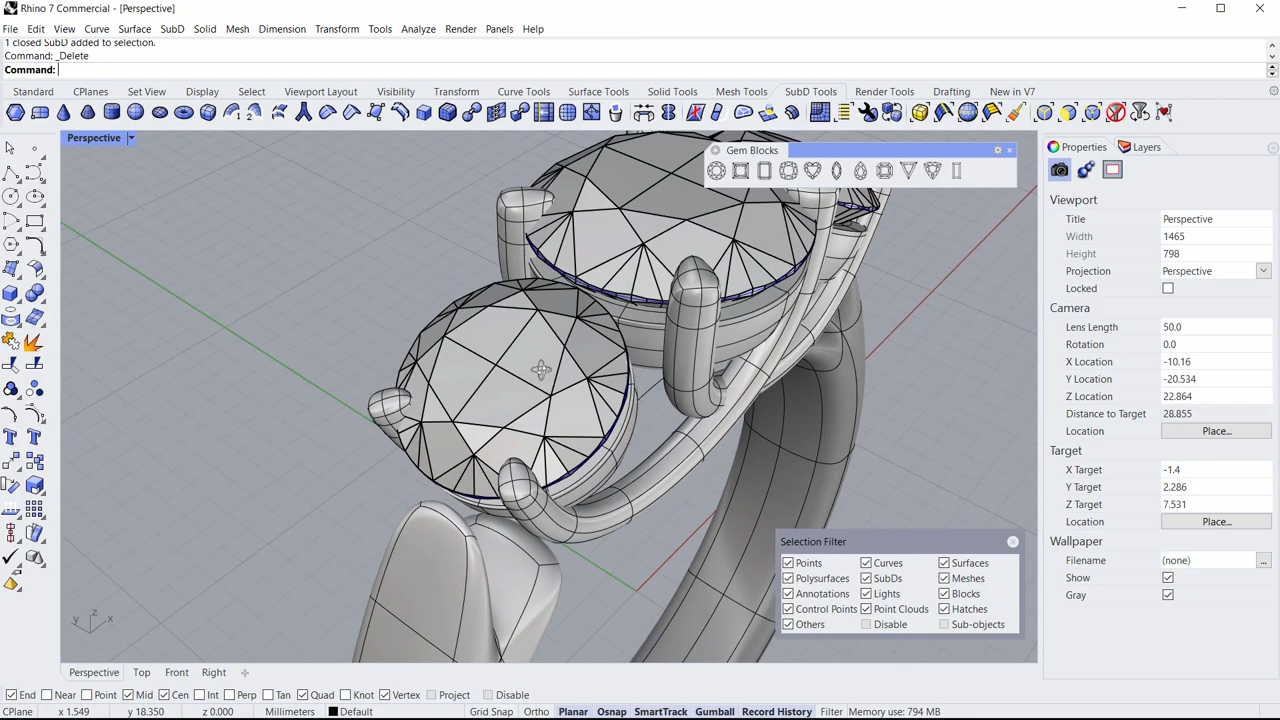 Rhino 7 Commercial - [Perspective]
File Edit View Curve Surface SubD Solid Mesh Dimension Transform Tools Analyze Render Panels Help
1 closed SubD added to selection.
Command: _Delete
Command:
Standard CPlanes Set View Display Select Viewport Layout Visibility Transform Curve Tools Surface Tools Solid Tools Mesh Tools SubD Tools Render Tools Drafting New in V7
Perspective
Gem Blocks
Properties Layers
Viewport
Title Perspective
Width 1465
Height 798
Projection Perspective
Locked
Camera
Lens Length 50.0
Rotation 0.0
X Location -10.16
Y Location -20.534
Z Location 22.864
Distance to Target 28.855
Location Place...
Target
X Target -1.4
Y Target 2.286
Z Target 7.531
Location Place...
Wallpaper
Filename (none) ...
Show
Gray
Selection Filter
Points Curves Surfaces
Polysurfaces SubDs Meshes
Annotations Lights Blocks
Control Points Point Clouds Hatches
Others Disable Sub-objects
z
y x
Perspective Top Front Right
End Near Point Mid Cen Int Perp Tan Quad Knot Vertex Project Disable
CPlane x 1.549 y 18.350 z 0.000 Millimeters Default Grid Snap Ortho Planar Osnap SmartTrack Gumball Record History Filter Memory use: 794 MB